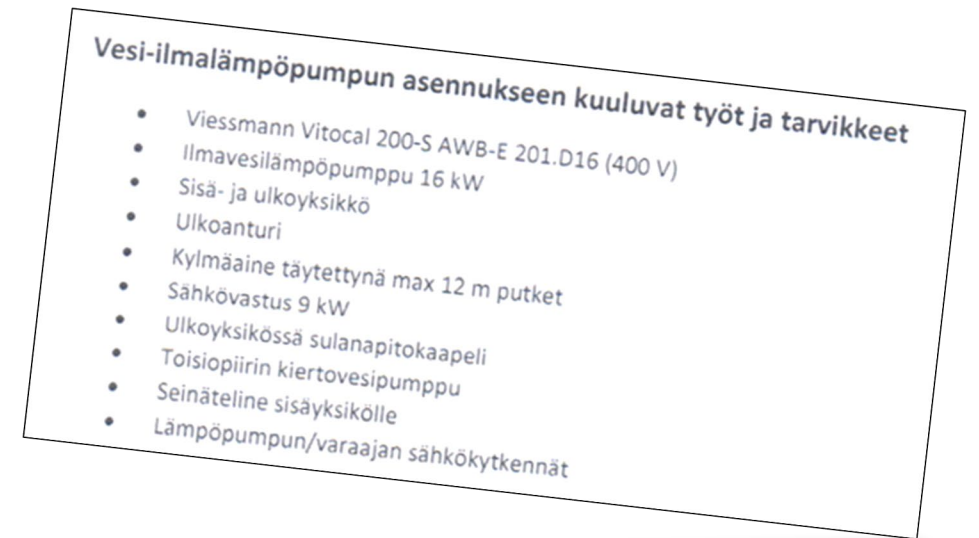 Vesi-ilmalämpöpumpun asennukseen kuuluvat työt ja tarvikkeet
• Viessmann Vitocal 200-S AWB-E 201.D16 (400 V)
• Ilmavesilämpöpumppu 16 kW
• Sisä- ja ulkoyksikkö
• Ulkoanturi
• Kylmäaine täytettynä max 12 m putket
• Sähkövastus 9 kW
• Ulkoyksikössä sulanapitokaapeli
• Toisiopiirin kiertovesipumppu
• Seinäteline sisäyksikölle
• Lämpöpumpun/varaajan sähkökytkennät